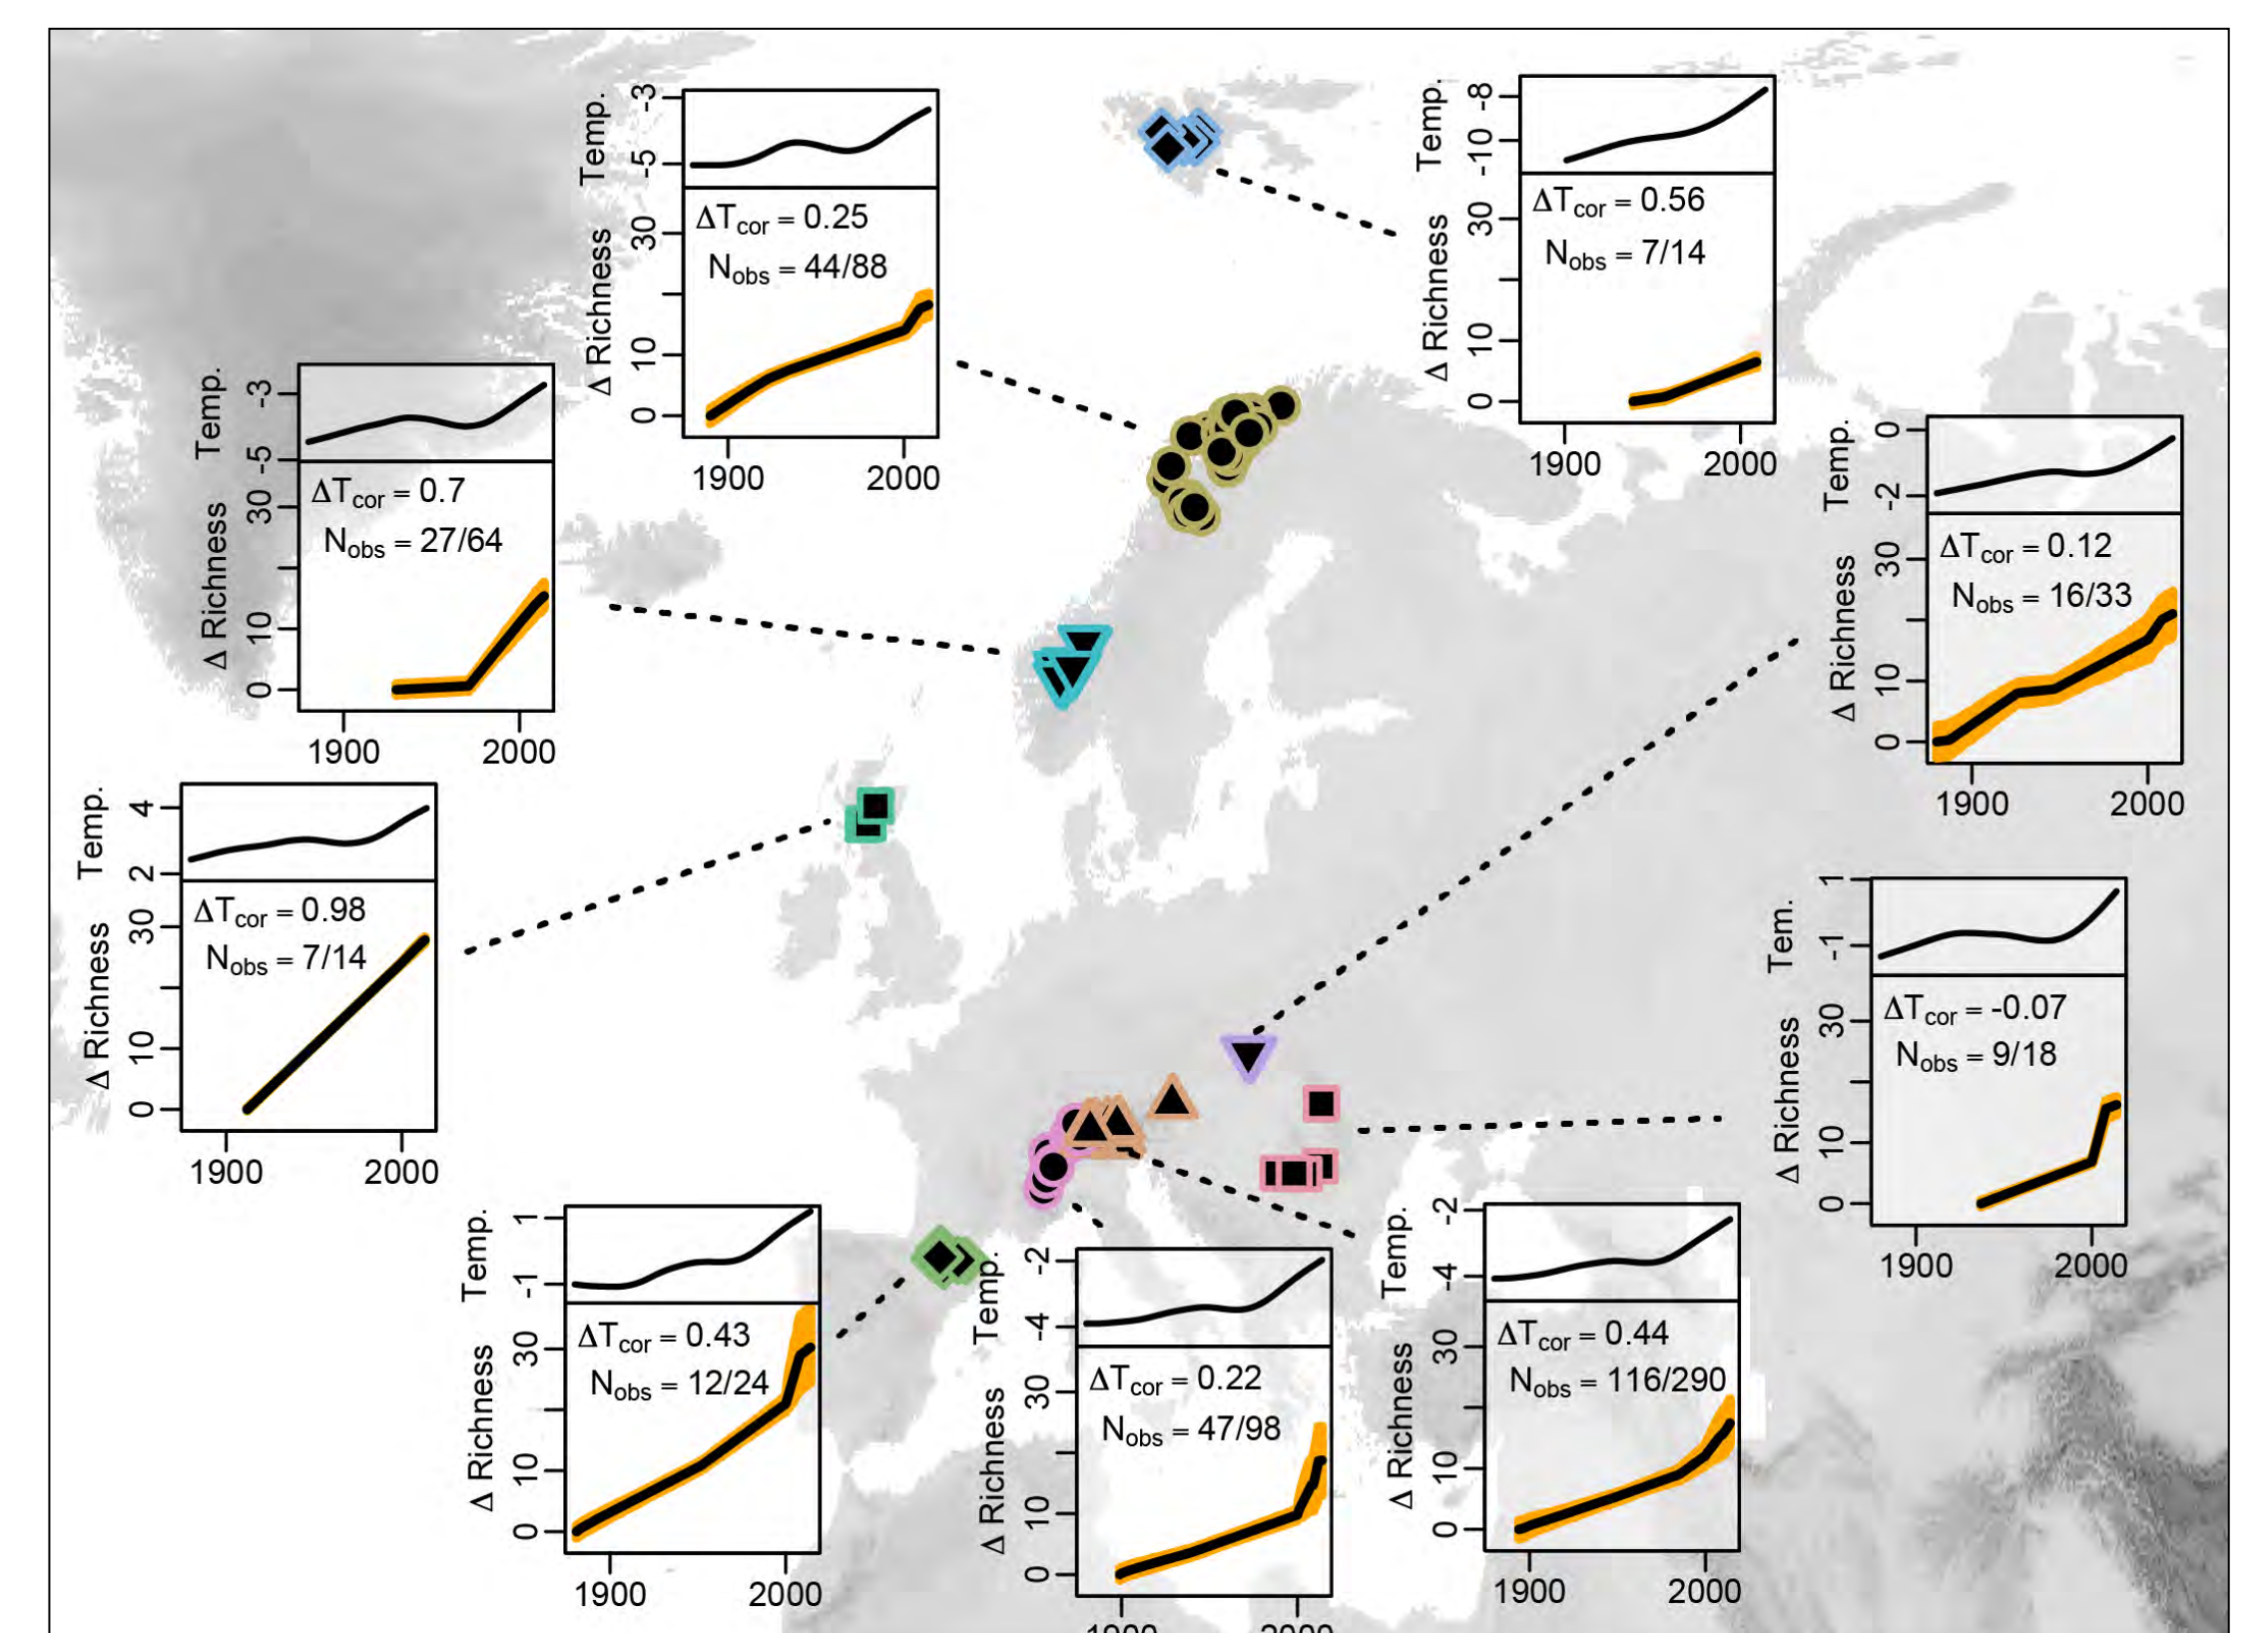 Temp.
-3
-5
Δ Richness
30
10
0
ΔTcor = 0.25
Nobs = 44/88
1900 2000
Temp.
-8
-10
Δ Richness
30
10
0
ΔTcor = 0.56
Nobs = 7/14
1900 2000
Temp.
-3
-5
Δ Richness
30
10
0
ΔTcor = 0.7
Nobs = 27/64
1900 2000
Temp.
0
-2
Δ Richness
30
10
0
ΔTcor = 0.12
Nobs = 16/33
1900 2000
Temp.
4
2
Δ Richness
30
10
0
ΔTcor = 0.98
Nobs = 7/14
1900 2000
Tem.
1
-1
Δ Richness
30
10
0
ΔTcor = -0.07
Nobs = 9/18
1900 2000
Temp.
1
-1
Δ Richness
30
10
0
ΔTcor = 0.43
Nobs = 12/24
1900 2000
Temp.
-2
-4
Δ Richness
30
10
0
ΔTcor = 0.22
Nobs = 47/98
1900 2000
Temp.
-2
-4
Δ Richness
30
10
0
ΔTcor = 0.44
Nobs = 116/290
1900 2000